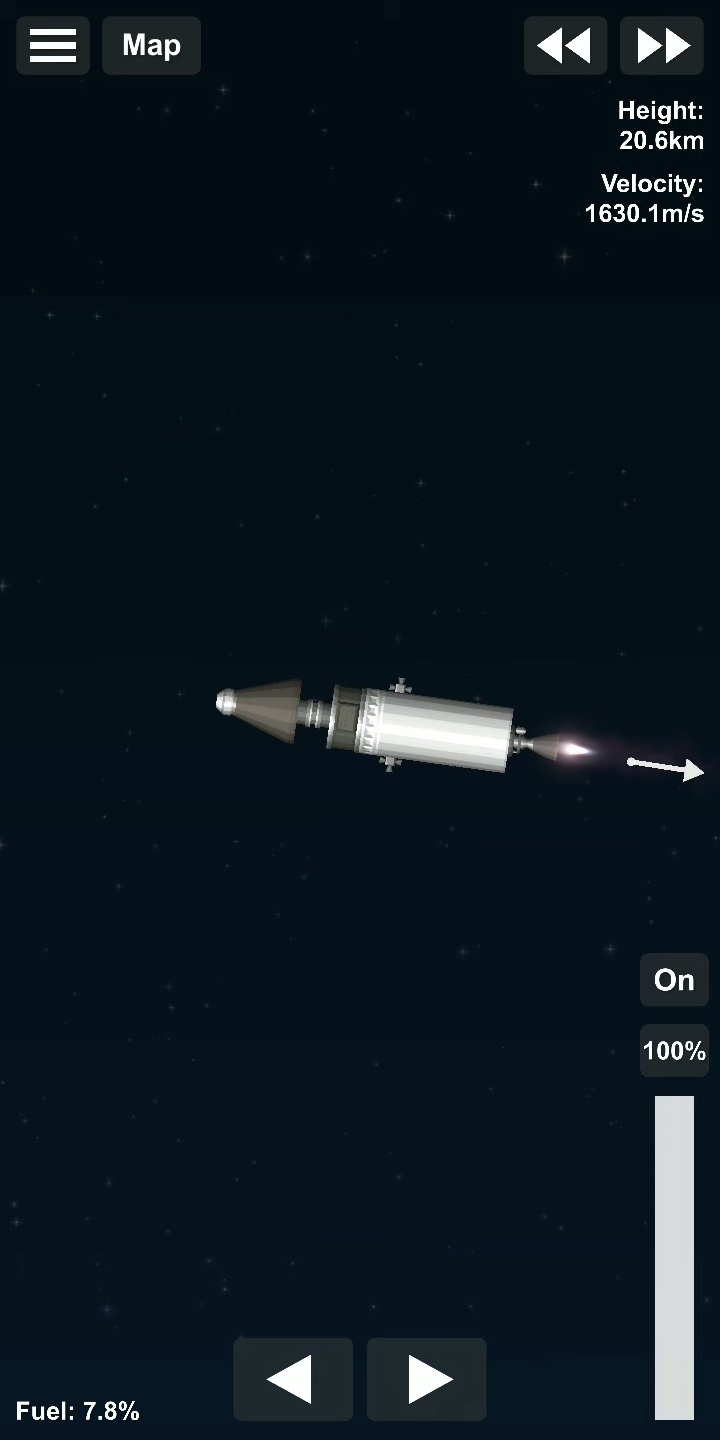 Map
Height:
20.6km
Velocity:
1630.1m/s
On
100%
Fuel: 7.8%